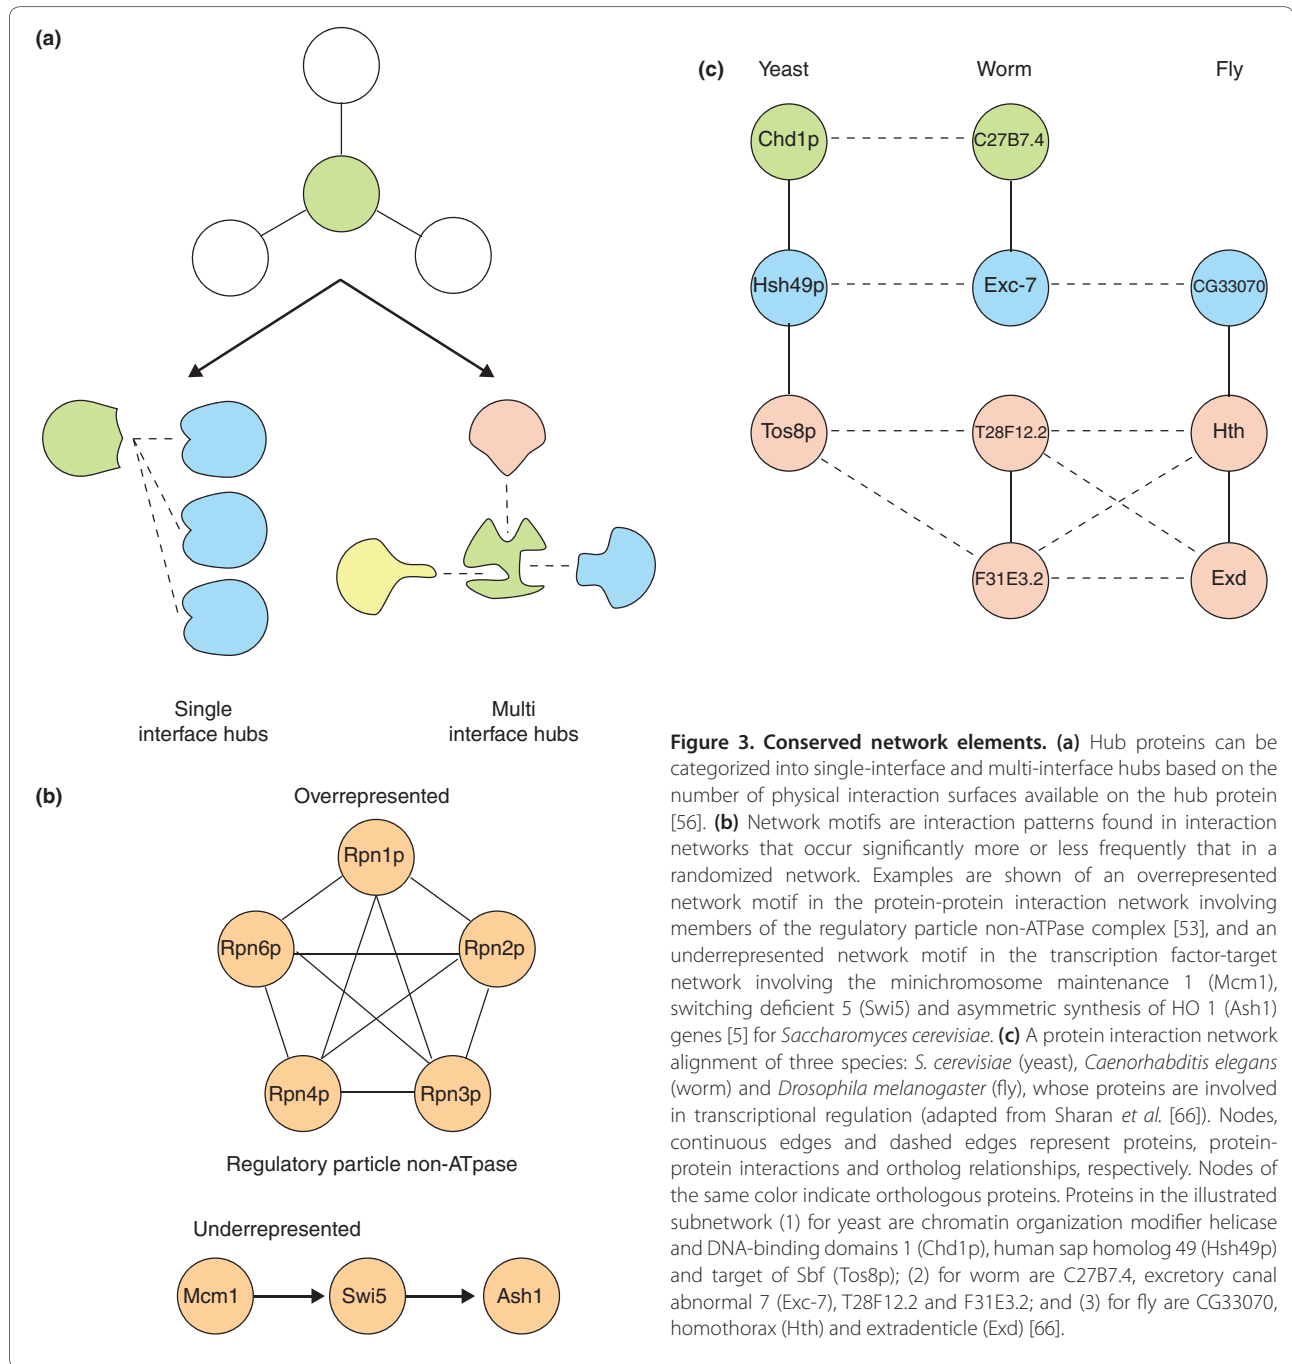 (a)
Single
interface hubs
Multi
interface hubs
(b)
Overrepresented
Rpn1p
Rpn6p
Rpn2p
Rpn4p
Rpn3p
Regulatory particle non-ATpase
Underrepresented
Mcm1
Swi5
Ash1
(c)
Yeast
Worm
Fly
Chd1p
C27B7.4
Hsh49p
Exc-7
CG33070
Tos8p
T28F12.2
Hth
F31E3.2
Exd
Figure 3. Conserved network elements. (a) Hub proteins can be
categorized into single-interface and multi-interface hubs based on the
number of physical interaction surfaces available on the hub protein
[56]. (b) Network motifs are interaction patterns found in interaction
networks that occur significantly more or less frequently that in a
randomized network. Examples are shown of an overrepresented
network motif in the protein-protein interaction network involving
members of the regulatory particle non-ATPase complex [53], and an
underrepresented network motif in the transcription factor-target
network involving the minichromosome maintenance 1 (Mcm1),
switching deficient 5 (Swi5) and asymmetric synthesis of HO 1 (Ash1)
genes [5] for Saccharomyces cerevisiae. (c) A protein interaction network
alignment of three species: S. cerevisiae (yeast), Caenorhabditis elegans
(worm) and Drosophila melanogaster (fly), whose proteins are involved
in transcriptional regulation (adapted from Sharan et al. [66]). Nodes,
continuous edges and dashed edges represent proteins, protein-
protein interactions and ortholog relationships, respectively. Nodes of
the same color indicate orthologous proteins. Proteins in the illustrated
subnetwork (1) for yeast are chromatin organization modifier helicase
and DNA-binding domains 1 (Chd1p), human sap homolog 49 (Hsh49p)
and target of Sbf (Tos8p); (2) for worm are C27B7.4, excretory canal
abnormal 7 (Exc-7), T28F12.2 and F31E3.2; and (3) for fly are CG33070,
homothorax (Hth) and extradenticle (Exd) [66].